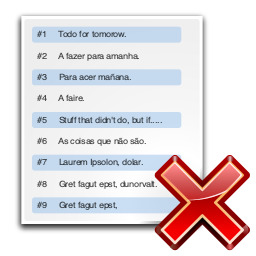 #1 Todo for tomorow.
#2 A fazer para amanha.
#3 Para acer mañana.
#4 A faire.
#5 Stuff that didn't do, but if.....
#6 As coisas que não são.
#7 Laurem Ipsolon, dolar.
#8 Gret fagut epst, dunorvalt.
#9 Gret fagut epst,